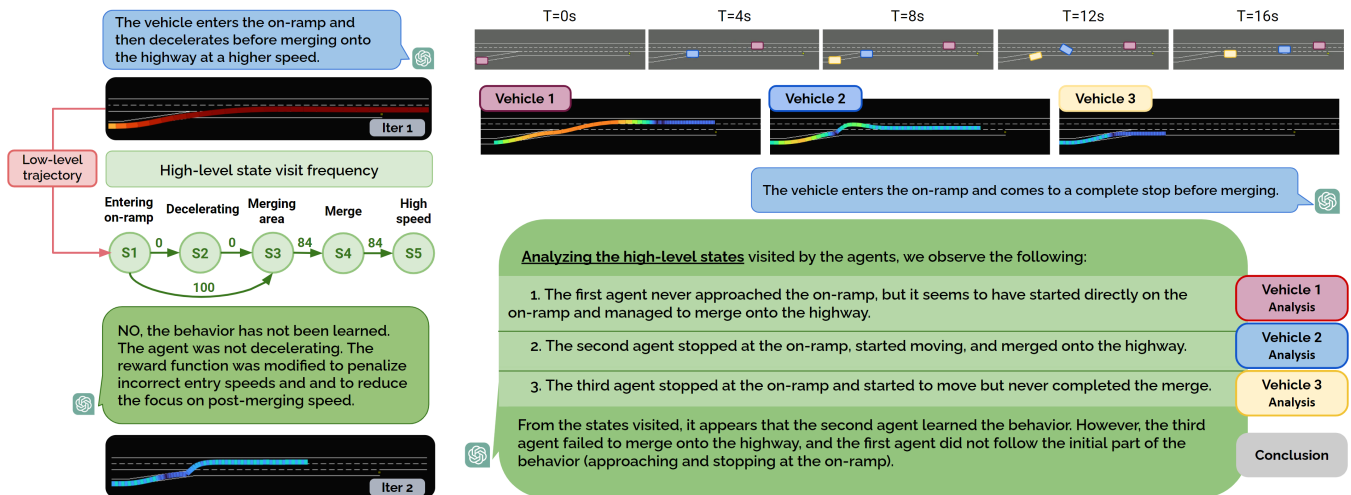 The vehicle enters the on-ramp and
then decelerates before merging onto
the highway at a higher speed.
Iter 1
Low-level
trajectory
High-level state visit frequency
Entering
on-ramp
Decelerating
Merging
area
Merge
High
speed
S1
0
S2
0
S3
84
S4
84
S5
100
NO, the behavior has not been learned.
The agent was not decelerating. The
reward function was modified to penalize
incorrect entry speeds and and to reduce
the focus on post-merging speed.
Iter 2
T=0s
T=4s
T=8s
T=12s
T=16s
Vehicle 1
Vehicle 2
Vehicle 3
The vehicle enters the on-ramp and comes to a complete stop before merging.
Analyzing the high-level states visited by the agents, we observe the following:
1. The first agent never approached the on-ramp, but it seems to have started directly on the
on-ramp and managed to merge onto the highway.
Vehicle 1
Analysis
2. The second agent stopped at the on-ramp, started moving, and merged onto the highway.
Vehicle 2
Analysis
3. The third agent stopped at the on-ramp and started to move but never completed the merge.
Vehicle 3
Analysis
From the states visited, it appears that the second agent learned the behavior. However, the third
agent failed to merge onto the highway, and the first agent did not follow the initial part of the
behavior (approaching and stopping at the on-ramp).
Conclusion